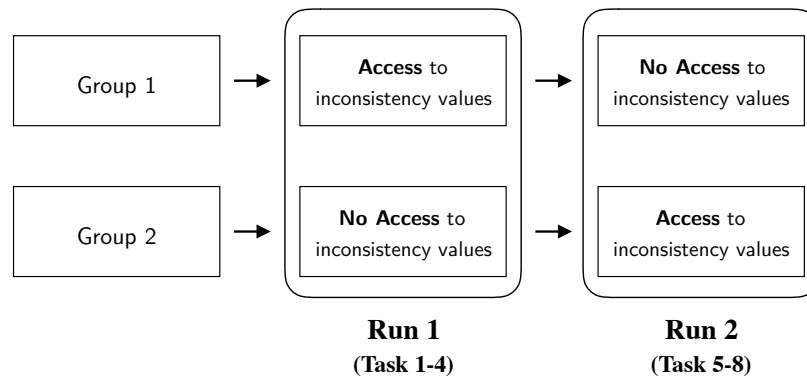 Group 1
Access to
inconsistency values
No Access to
inconsistency values
Group 2
No Access to
inconsistency values
Access to
inconsistency values
Run 1
(Task 1-4)
Run 2
(Task 5-8)